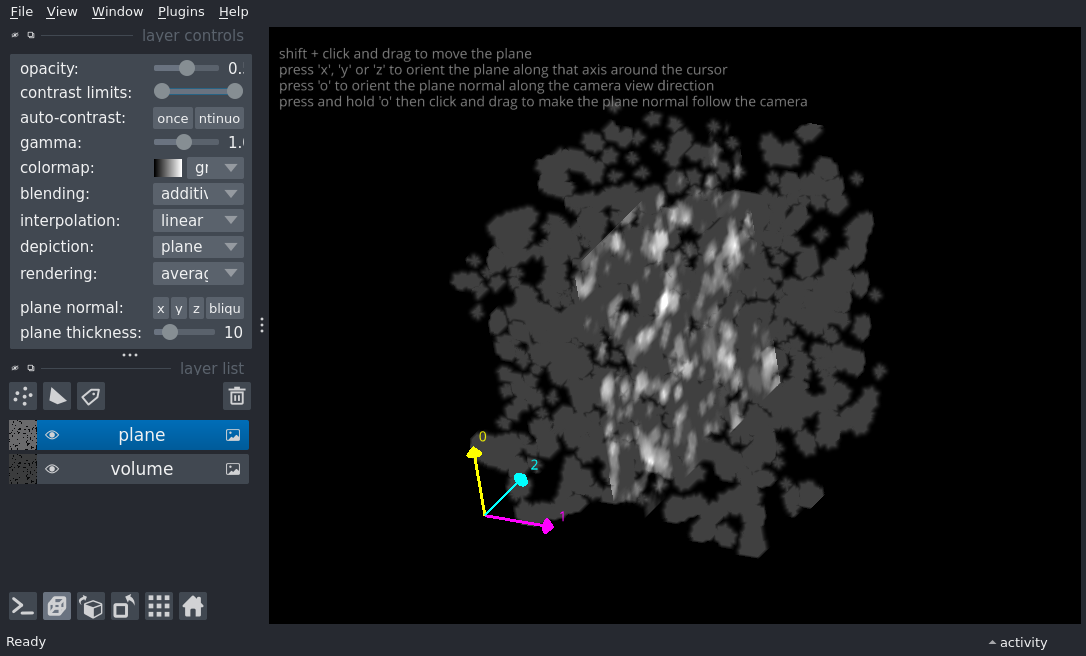 File View Window Plugins Help
layer controls
opacity: 0.
contrast limits:
auto-contrast: once ntinuo
gamma: 1.
colormap: gr
blending: additiv
interpolation: linear
depiction: plane
rendering: averag
plane normal: x y z bliqu
plane thickness: 10
layer list
plane
volume
shift + click and drag to move the plane
press 'x', 'y' or 'z' to orient the plane along that axis around the cursor
press 'o' to orient the plane normal along the camera view direction
press and hold 'o' then click and drag to make the plane normal follow the camera
0
2
1
Ready
activity